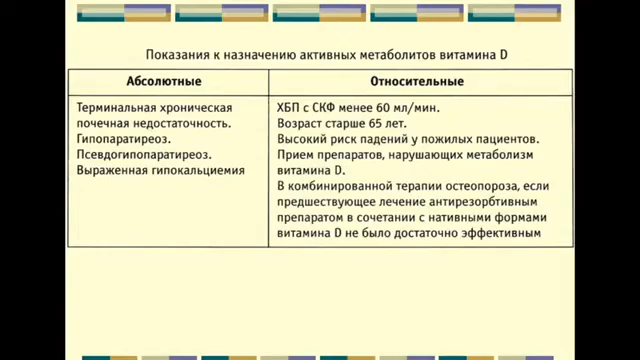 Показания к назначению активных метаболитов витамина D
Абсолютные
Относительные
Терминальная хроническая
почечная недостаточность.
Гипопаратиреоз.
Псевдогипопаратиреоз.
Выраженная гипокальциемия
ХБП с СКФ менее 60 мл/мин.
Возраст старше 65 лет.
Высокий риск падений у пожилых пациентов.
Прием препаратов, нарушающих метаболизм
витамина D.
В комбинированной терапии остеопороза, если
предшествующее лечение антирезорбтивным
препаратом в сочетании с нативными формами
витамина D не было достаточно эффективным